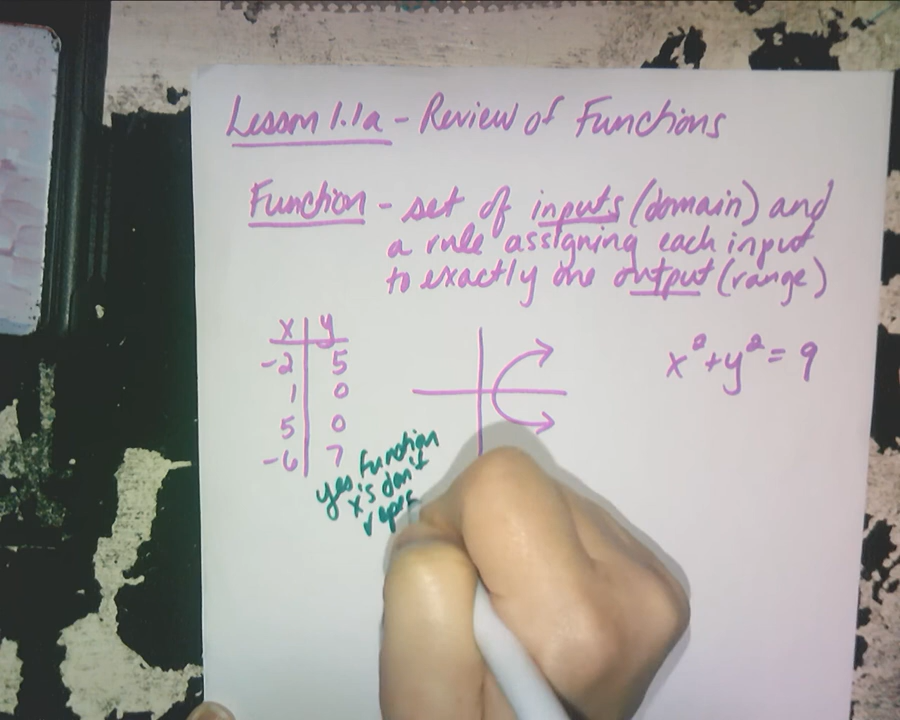 Lesson 1.1a - Review of Functions
Function - set of inputs (domain) and
a rule assigning each input
to exactly one output (range)
x y
-2 5
1 0
5 0
-6 7
yes function
x's don't
x² + y² = 9